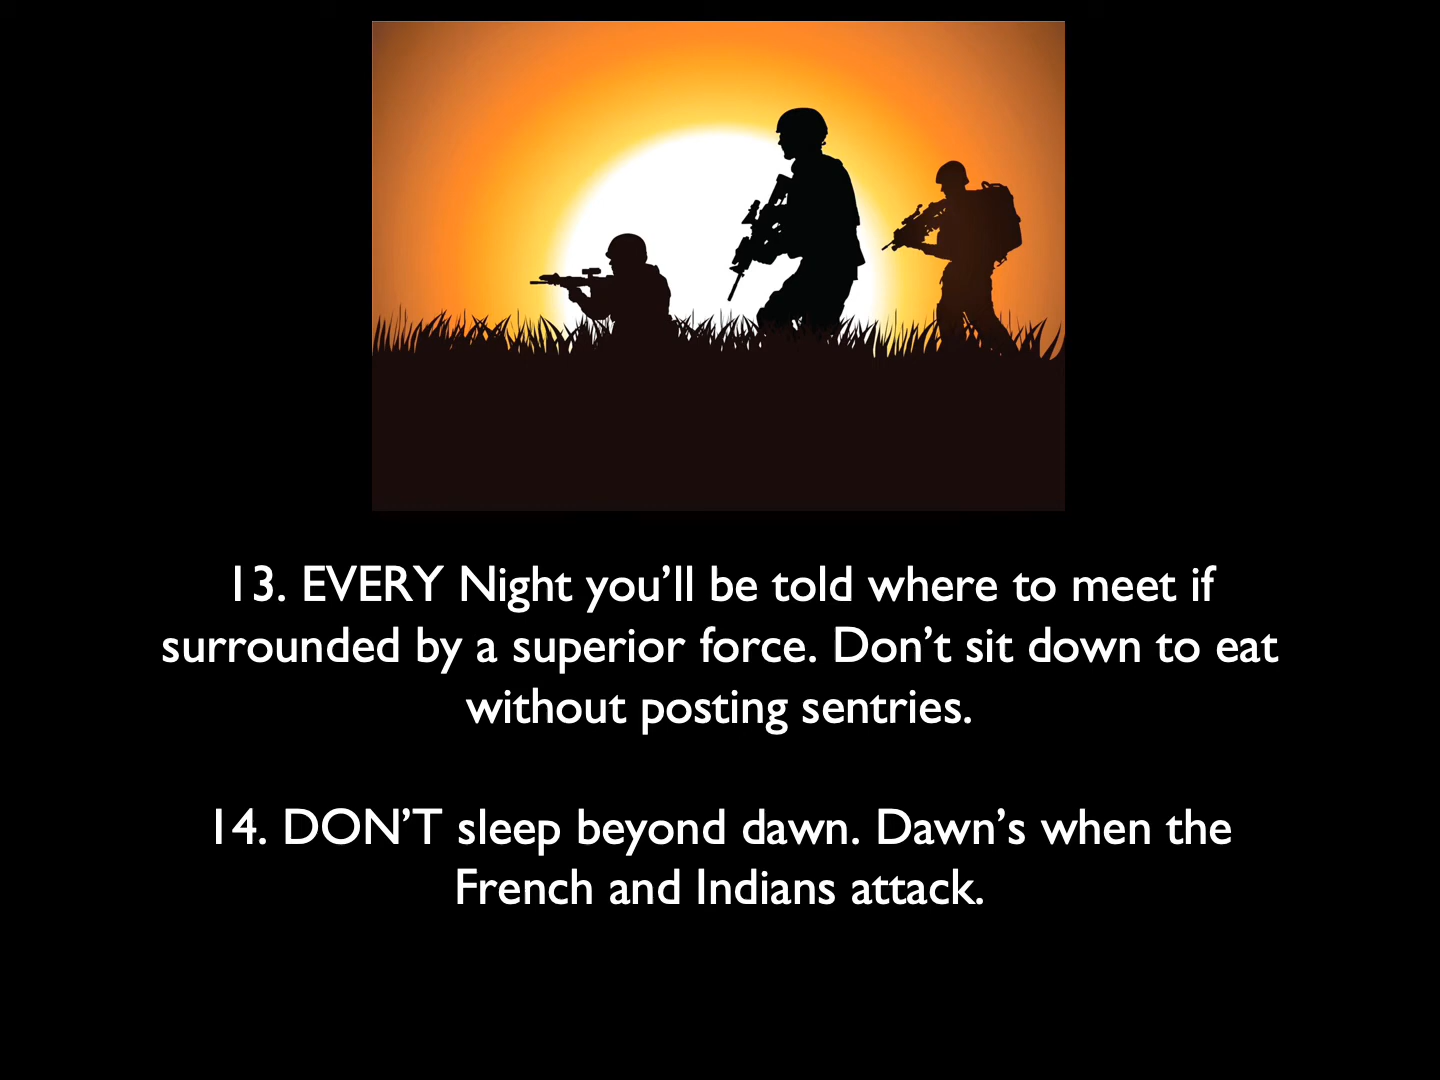 13. EVERY Night you’ll be told where to meet if
surrounded by a superior force. Don’t sit down to eat
without posting sentries.
14. DON’T sleep beyond dawn. Dawn’s when the
French and Indians attack.